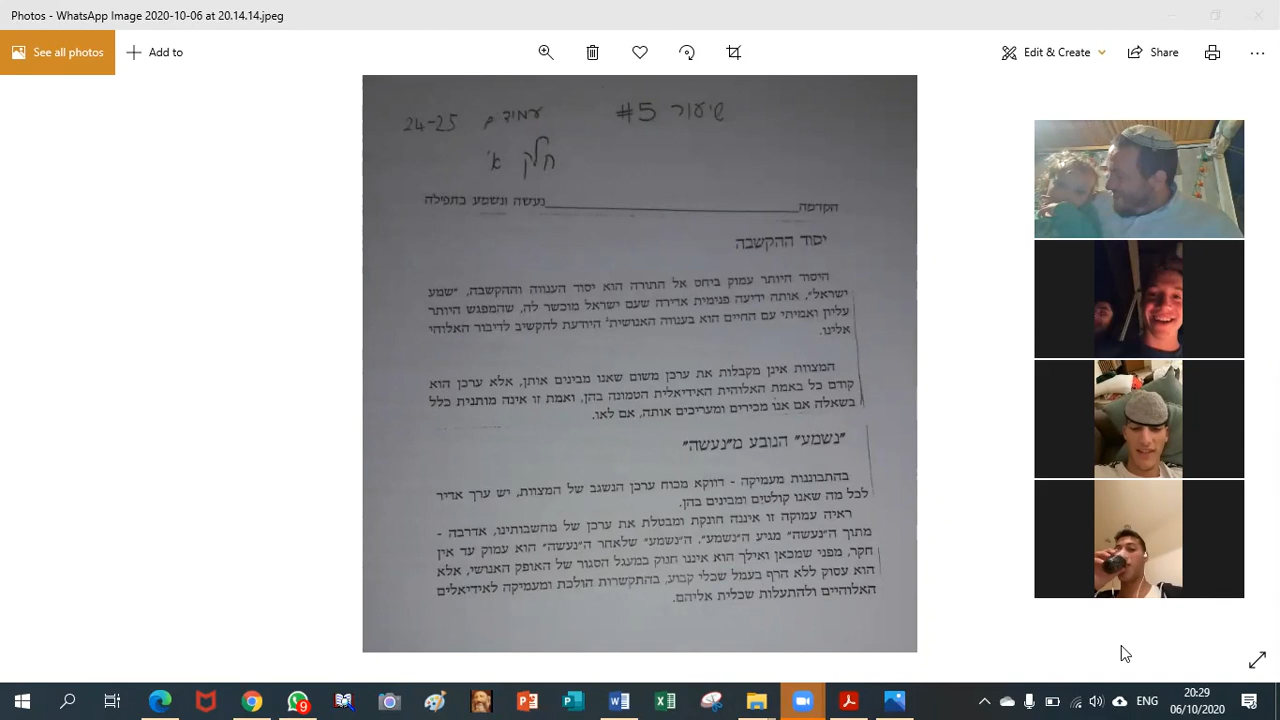 Photos - WhatsApp Image 2020-10-06 at 20.14.14.jpeg
See all photos
Add to
Edit & Create
Share
שיעור #5 עמודים 24-25
חלק א'
הקדמה נעשה ונשמע בתפילה
יסוד ההקשבה
היסוד היותר עמוק ביחס אל התורה הוא יסוד הענווה וההקשבה, "שמע
ישראל", אותה ידיעה פנימית אדירה שעם ישראל מוכשר לה, שהמפגש היותר
עליון ואמיתי עם החיים הוא בענווה האנושית היודעת להקשיב לדיבור האלוהי
אלינו.
המצוות אינן מקבלות את ערכן משום שאנו מבינים אותן, אלא ערכן הוא
קודם כל באמת האלוהית האידיאלית הטמונה בהן, ואמת זו אינה מותנית כלל
בשאלה אם אנו מכירים ומעריכים אותה, אם לאו.
"נשמע" הנובע מ"נעשה"
בהתבוננות מעמיקה - דווקא מכוח ערכן הנשגב של המצוות, יש ערך אדיר
לכל מה שאנו קולטים ומבינים בהן.
ראיה עמוקה זו איננה חונקת ומבטלת את ערכן של מחשבותינו, אדרבה -
מתוך ה"נעשה" מגיע ה"נשמע". ה"נשמע" שלאחר ה"נעשה" הוא עמוק עד אין
חקר, מפני שמכאן ואילך הוא איננו חנוק במעגל הסגור של האופק האנושי, אלא
הוא עסוק ללא הרף בעמל שכלי קבוע, בהתקשרות הולכת ומעמיקה לאידיאלים
האלוהיים ולהתעלות שכלית אליהם.
9
ENG
20:29
06/10/2020